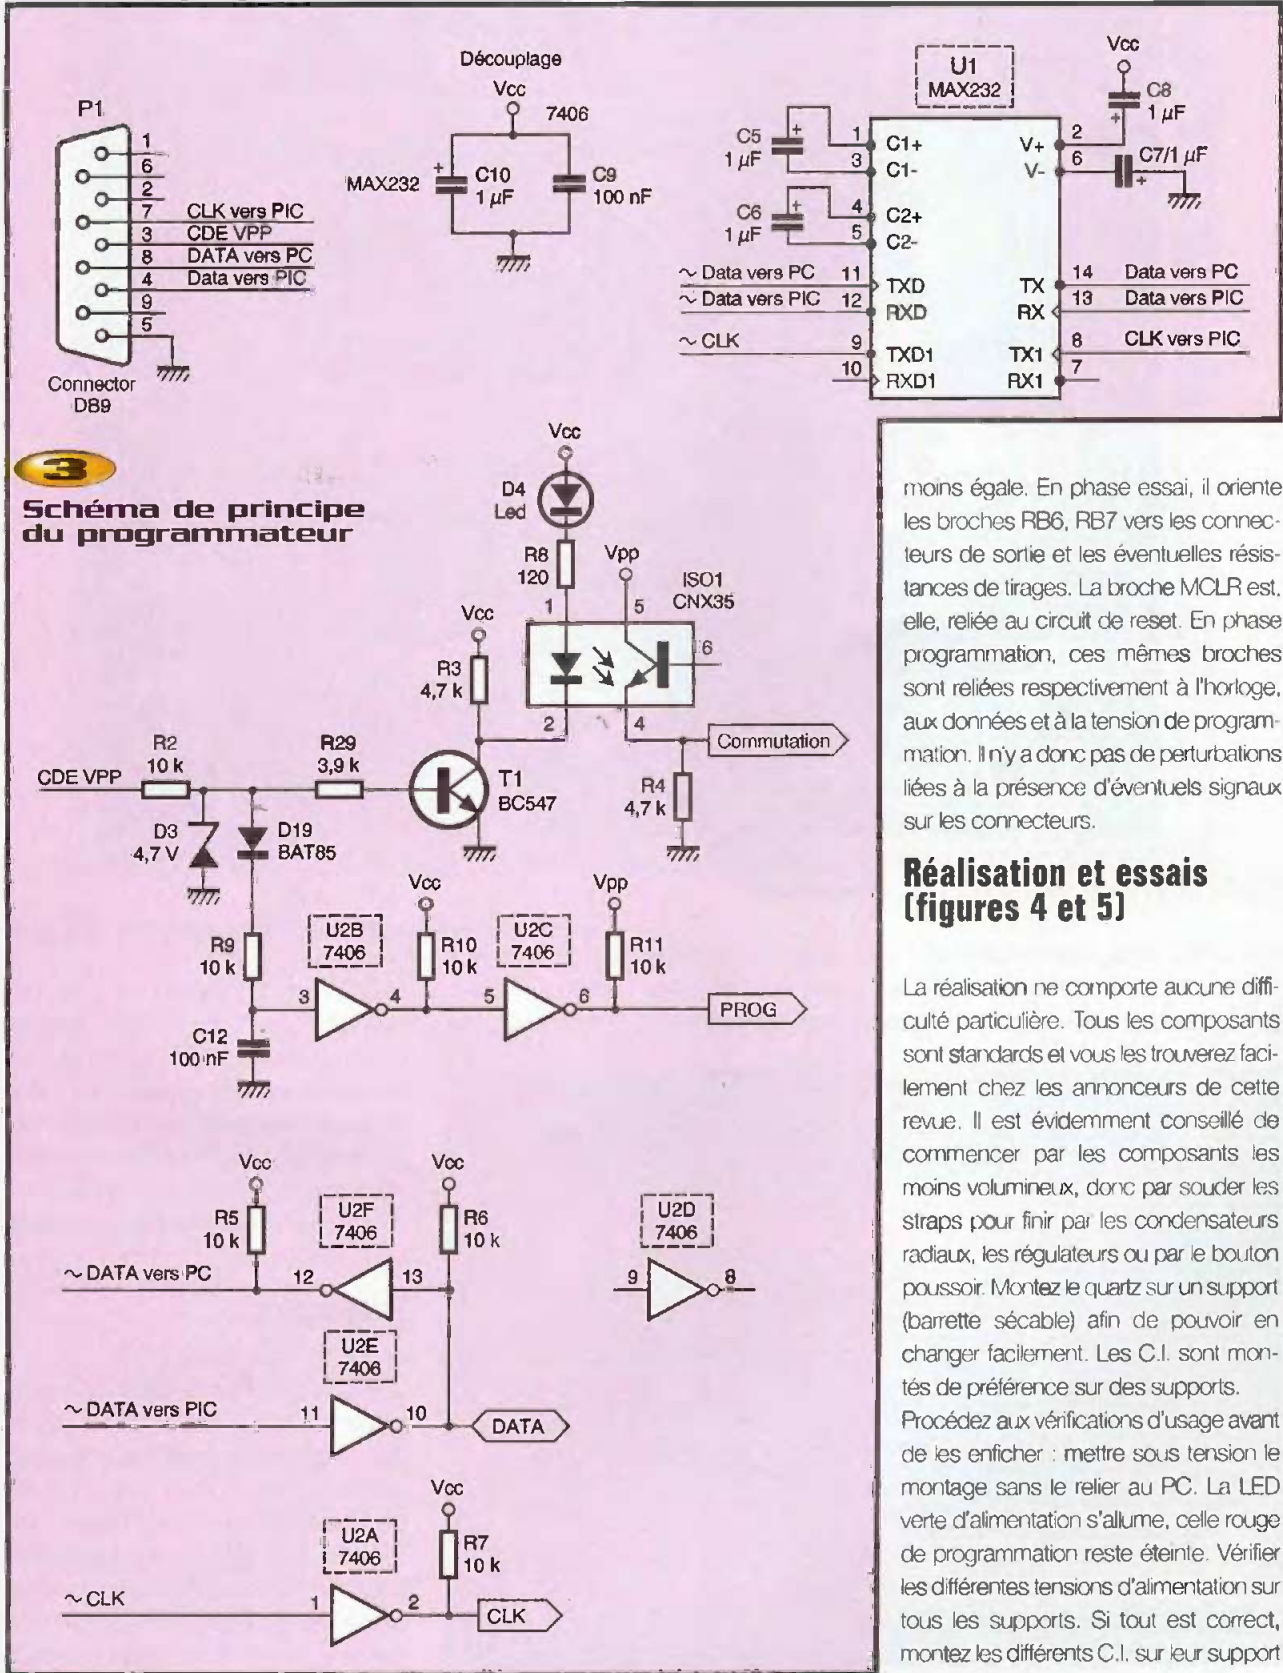 P1
1
6
2
7 CLK vers PIC
3 CDE VPP
8 DATA vers PC
4 Data vers PIC
9
5
Connector
DB9
Découplage
Vcc
7406
MAX232
+
C10
1 µF
C9
100 nF
U1
MAX232
Vcc
C8
1 µF
+
C5
1 µF
+
1
3
C1+
C1-
V+
V-
2
6
C7/1 µF
+
C6
1 µF
+
4
5
C2+
C2-
~ Data vers PC 11 TXD TX 14 Data vers PC
~ Data vers PIC 12 RXD RX 13 Data vers PIC
~ CLK 9 TXD1 TX1 8 CLK vers PIC
10 RXD1 RX1 7
3
Schéma de principe
du programmateur
Vcc
D4
Led
R8
120
Vpp
ISO1
CNX35
1
5
6
2
4
Vcc
R3
4,7 k
Commutation
R2
10 k
R29
3,9 k
CDE VPP
T1
BC547
R4
4,7 k
D3
4,7 V
D19
BAT85
Vcc
Vpp
R9
10 k
U2B
7406
R10
10 k
U2C
7406
R11
10 k
3
4
5
6
PROG
C12
100 nF
Vcc
Vcc
R5
10 k
U2F
7406
R6
10 k
U2D
7406
~ DATA vers PC
12
13
9
8
U2E
7406
~ DATA vers PIC
11
10
DATA
Vcc
U2A
7406
R7
10 k
~ CLK
1
2
CLK
moins égale. En phase essai, il oriente
les broches RB6, RB7 vers les connec-
teurs de sortie et les éventuelles résis-
tances de tirages. La broche MCLR est,
elle, reliée au circuit de reset. En phase
programmation, ces mêmes broches
sont reliées respectivement à l'horloge,
aux données et à la tension de program-
mation. Il n'y a donc pas de perturbations
liées à la présence d'éventuels signaux
sur les connecteurs.
Réalisation et essais
(figures 4 et 5)
La réalisation ne comporte aucune diffi-
culté particulière. Tous les composants
sont standards et vous les trouverez faci-
lement chez les annonceurs de cette
revue. Il est évidemment conseillé de
commencer par les composants les
moins volumineux, donc par souder les
straps pour finir par les condensateurs
radiaux, les régulateurs ou par le bouton
poussoir. Montez le quartz sur un support
(barrette sécable) afin de pouvoir en
changer facilement. Les C.I. sont mon-
tés de préférence sur des supports.
Procédez aux vérifications d'usage avant
de les enficher : mettre sous tension le
montage sans le relier au PC. La LED
verte d'alimentation s'allume, celle rouge
de programmation reste éteinte. Vérifier
les différentes tensions d'alimentation sur
tous les supports. Si tout est correct,
montez les différents C.I. sur leur support